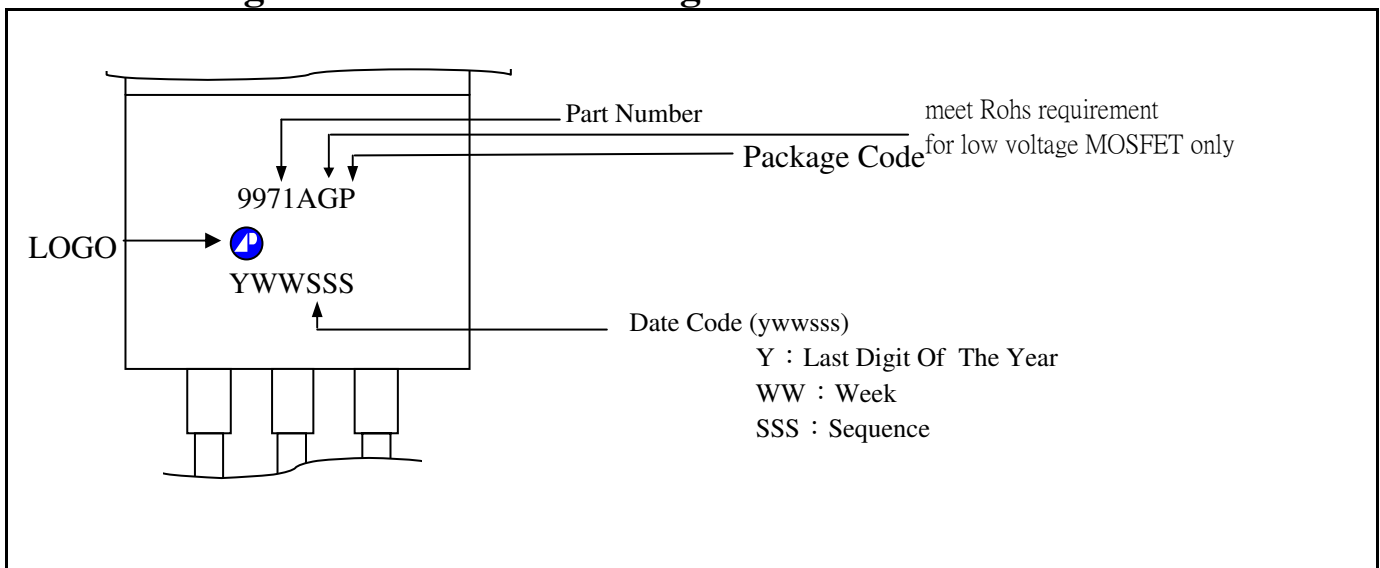 Part Number
meet Rohs requirement
for low voltage MOSFET only
Package Code
9971AGP
LOGO
YWWSSS
Date Code (ywwsss)
Y：Last Digit Of The Year
WW：Week
SSS：Sequence